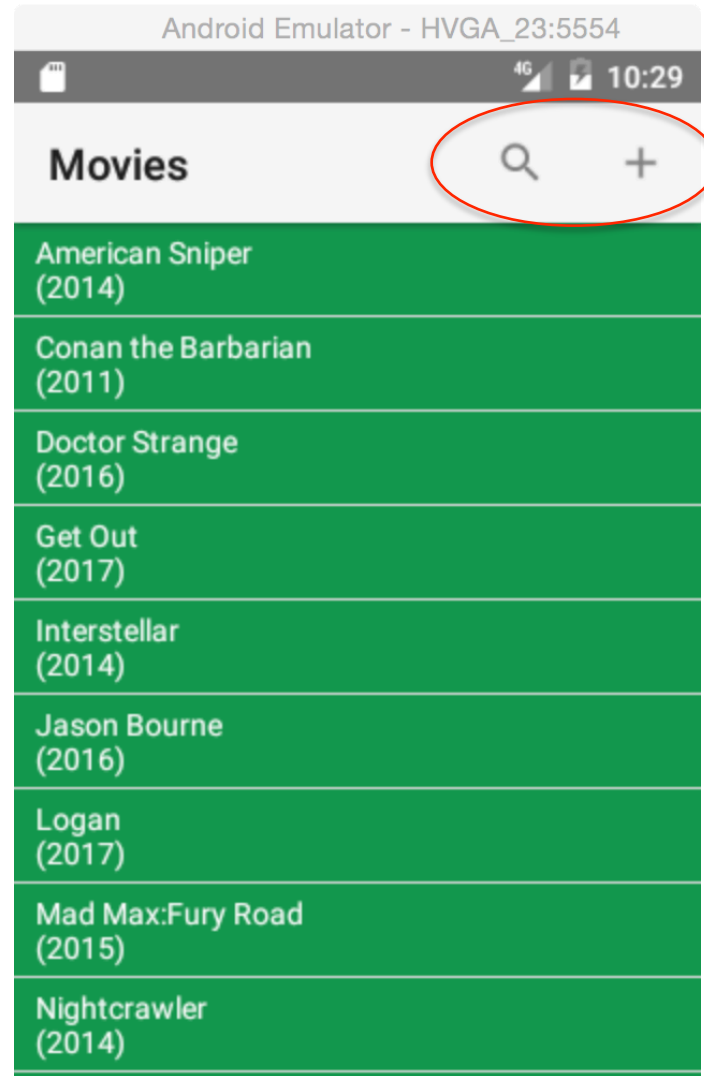 Android Emulator - HVGA_23:5554
4G 10:29
Movies
American Sniper
(2014)
Conan the Barbarian
(2011)
Doctor Strange
(2016)
Get Out
(2017)
Interstellar
(2014)
Jason Bourne
(2016)
Logan
(2017)
Mad Max:Fury Road
(2015)
Nightcrawler
(2014)